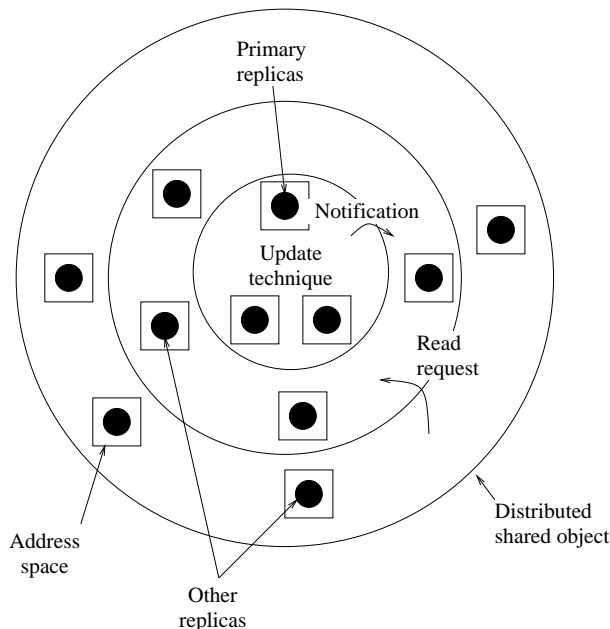 Primary
replicas
Notification
Update
technique
Read
request
Distributed
shared object
Address
space
Other
replicas